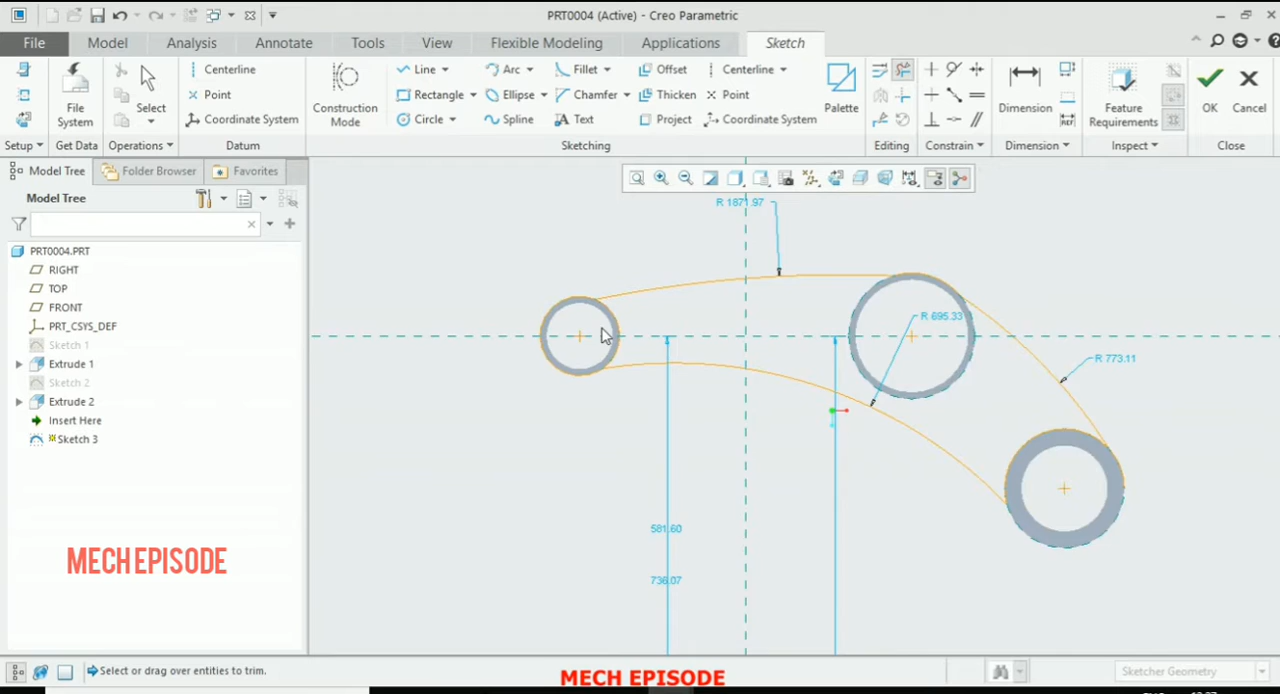 PRT0004 (Active) - Creo Parametric
File Model Analysis Annotate Tools View Flexible Modeling Applications Sketch
Centerline Line Arc Fillet Offset Centerline
Point Rectangle Ellipse Chamfer Thicken Point
File System Select Coordinate System Construction Mode Circle Spline Text Project Coordinate System Palette Dimension REF Feature Requirements OK Cancel
Setup Get Data Operations Datum Sketching Editing Constrain Dimension Inspect Close
Model Tree Folder Browser Favorites
Model Tree
PRT0004.PRT
RIGHT
TOP
FRONT
PRT_CSYS_DEF
Sketch 1
Extrude 1
Sketch 2
Extrude 2
Insert Here
Sketch 3
MECH EPISODE
R 1871.97
R 695.33
R 773.11
581.60
736.07
Select or drag over entities to trim.
MECH EPISODE
Sketcher Geometry